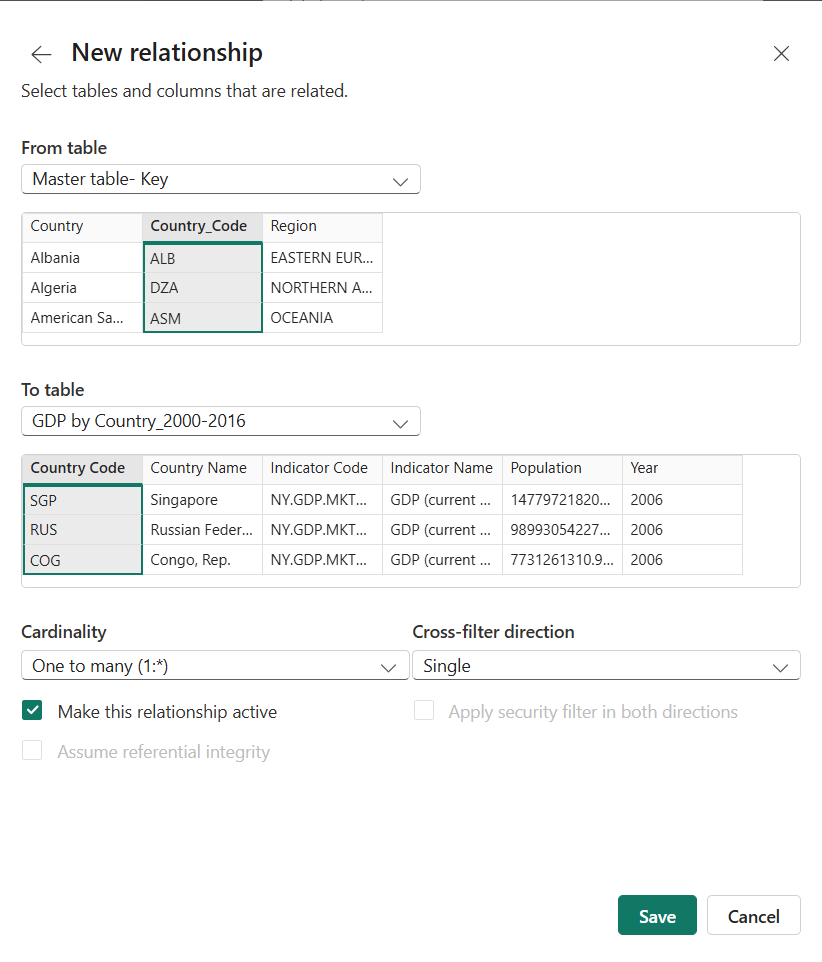 New relationship
Select tables and columns that are related.
From table
Master table- Key
Country Country_Code Region
Albania ALB EASTERN EUR...
Algeria DZA NORTHERN A...
American Sa... ASM OCEANIA
To table
GDP by Country_2000-2016
Country Code Country Name Indicator Code Indicator Name Population Year
SGP Singapore NY.GDP.MKT... GDP (current ... 14779721820... 2006
RUS Russian Feder... NY.GDP.MKT... GDP (current ... 98993054227... 2006
COG Congo, Rep. NY.GDP.MKT... GDP (current ... 7731261310.9... 2006
Cardinality Cross-filter direction
One to many (1:*) Single
Make this relationship active Apply security filter in both directions
Assume referential integrity
Save Cancel